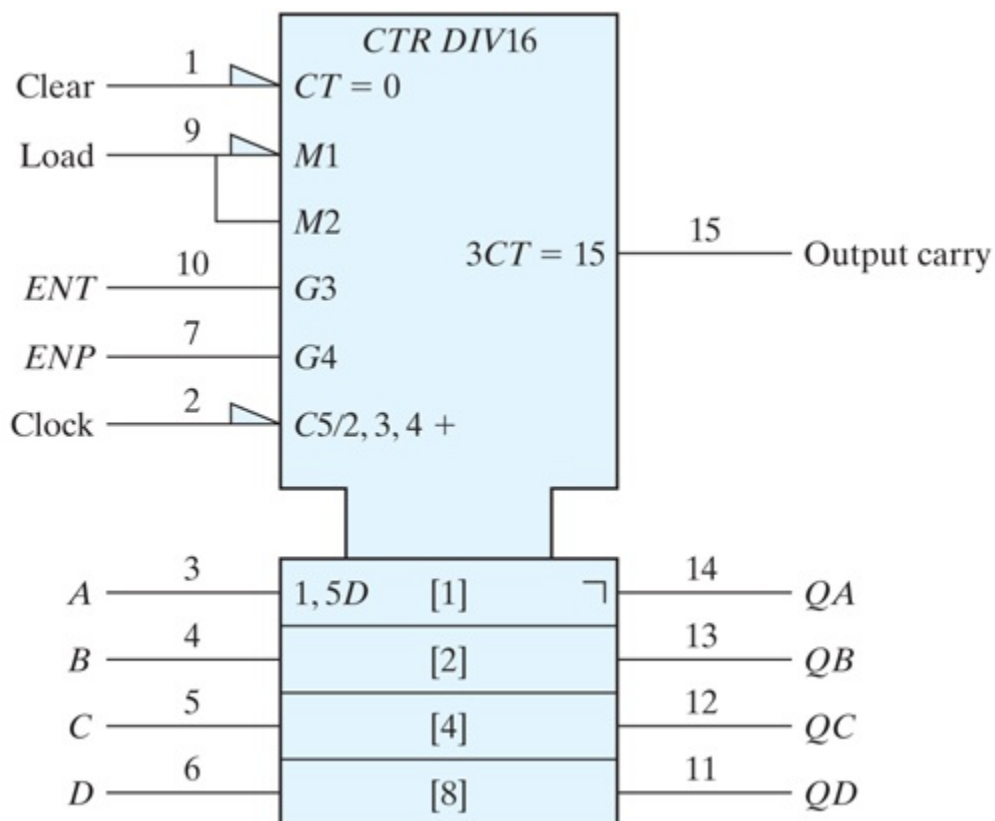 CTR DIV16
1
Clear
CT = 0
9
Load
M1
M2
3CT = 15
15
Output carry
10
ENT
G3
7
ENP
G4
2
Clock
C5/2, 3, 4 +
3
A
1, 5D
[1]
14
QA
4
B
[2]
13
QB
5
C
[4]
12
QC
6
D
[8]
11
QD